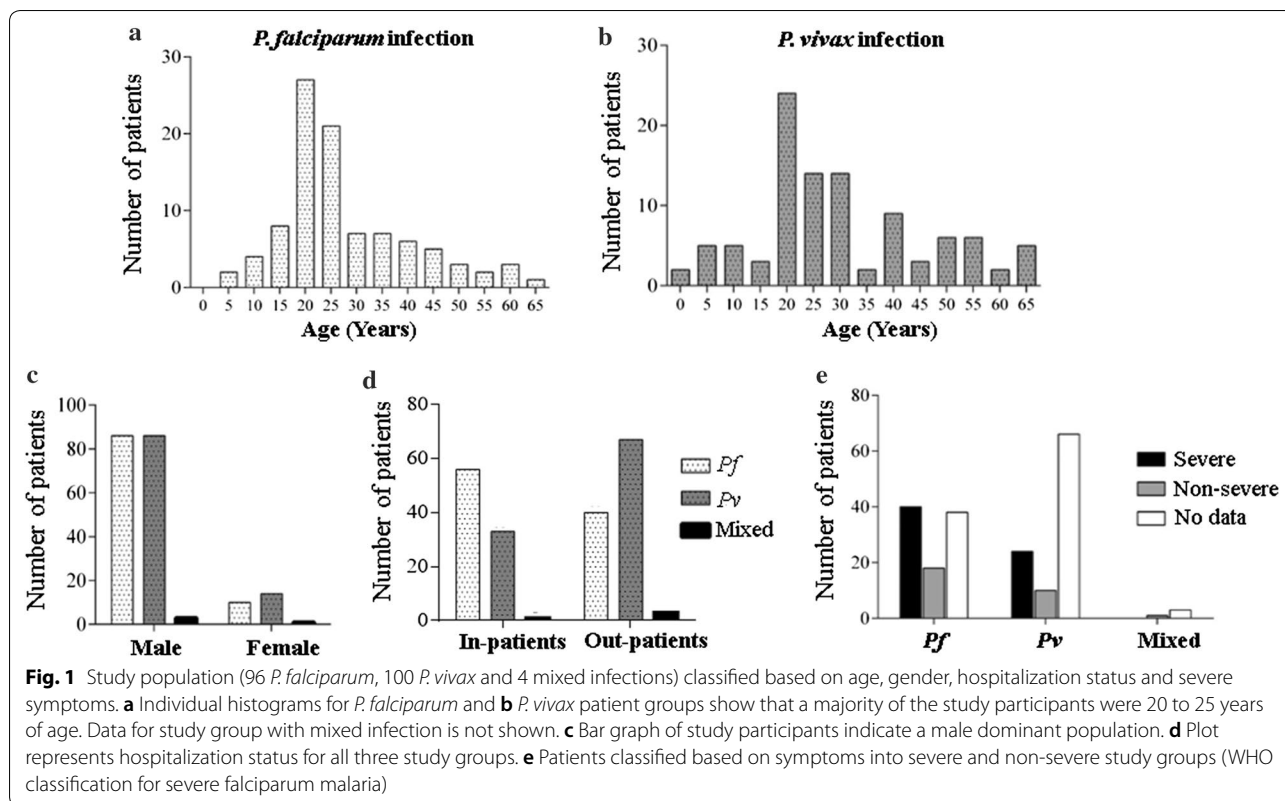 a
P. falciparum infection
30
20
10
0
Number of patients
0 5 10 15 20 25 30 35 40 45 50 55 60 65
Age (Years)
b
P. vivax infection
30
20
10
0
Number of patients
0 5 10 15 20 25 30 35 40 45 50 55 60 65
Age (Years)
c
100
80
60
40
20
0
Number of patients
Male Female
d
80
60
40
20
0
Number of patients
In-patients Out-patients
Pf
Pv
Mixed
e
80
60
40
20
0
Number of patients
Pf Pv Mixed
Severe
Non-severe
No data
Fig. 1 Study population (96 P. falciparum, 100 P. vivax and 4 mixed infections) classified based on age, gender, hospitalization status and severe
symptoms. a Individual histograms for P. falciparum and b P. vivax patient groups show that a majority of the study participants were 20 to 25 years
of age. Data for study group with mixed infection is not shown. c Bar graph of study participants indicate a male dominant population. d Plot
represents hospitalization status for all three study groups. e Patients classified based on symptoms into severe and non-severe study groups (WHO
classification for severe falciparum malaria)